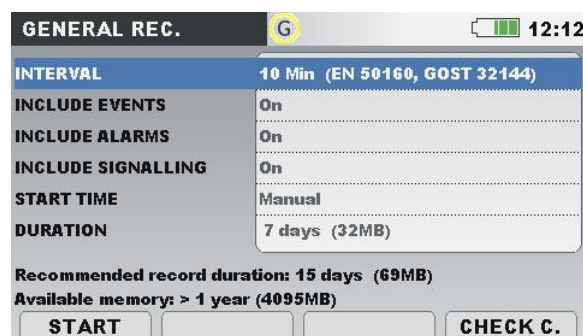 GENERAL REC. G 12:12
INTERVAL 10 Min (EN 50160, GOST 32144)
INCLUDE EVENTS On
INCLUDE ALARMS On
INCLUDE SIGNALLING On
START TIME Manual
DURATION 7 days (32MB)
Recommended record duration: 15 days (69MB)
Available memory: > 1 year (4095MB)
START CHECK C.